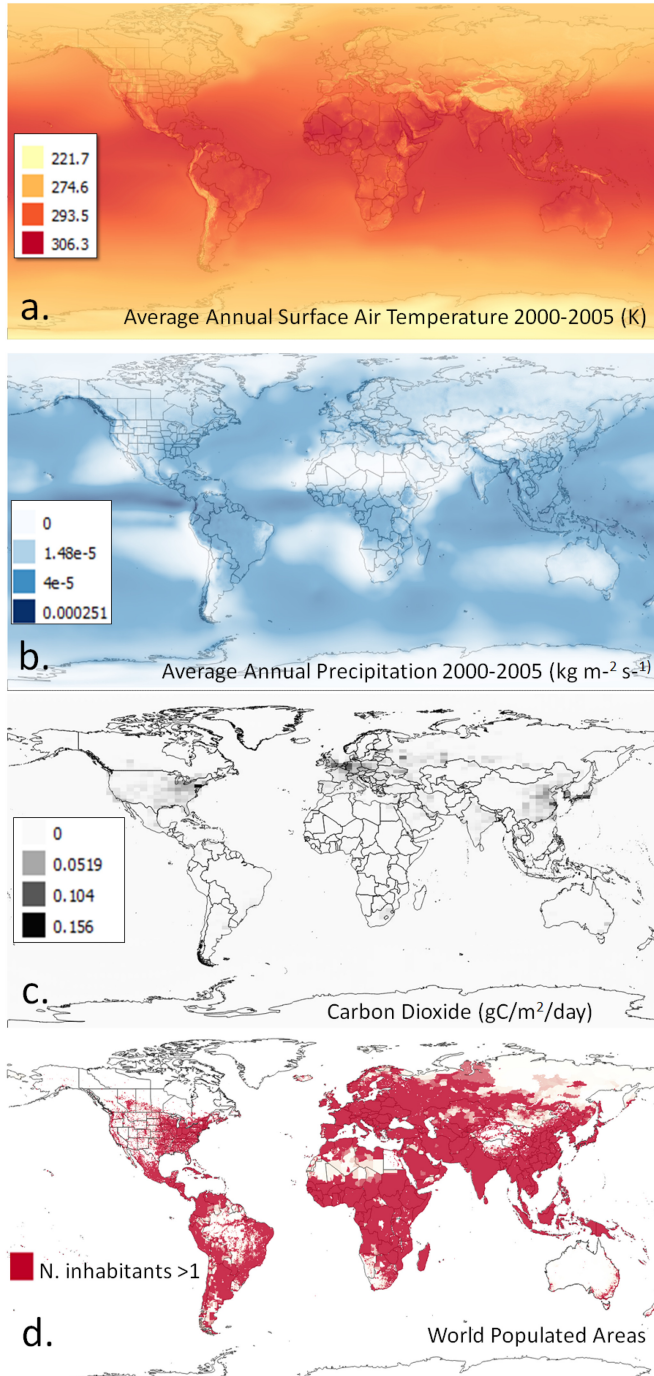 221.7
274.6
293.5
306.3
a.
Average Annual Surface Air Temperature 2000-2005 (K)
0
1.48e-5
4e-5
0.000251
b.
Average Annual Precipitation 2000-2005 (kg m-² s-¹)
0
0.0519
0.104
0.156
c.
Carbon Dioxide (gC/m²/day)
N. inhabitants >1
d.
World Populated Areas